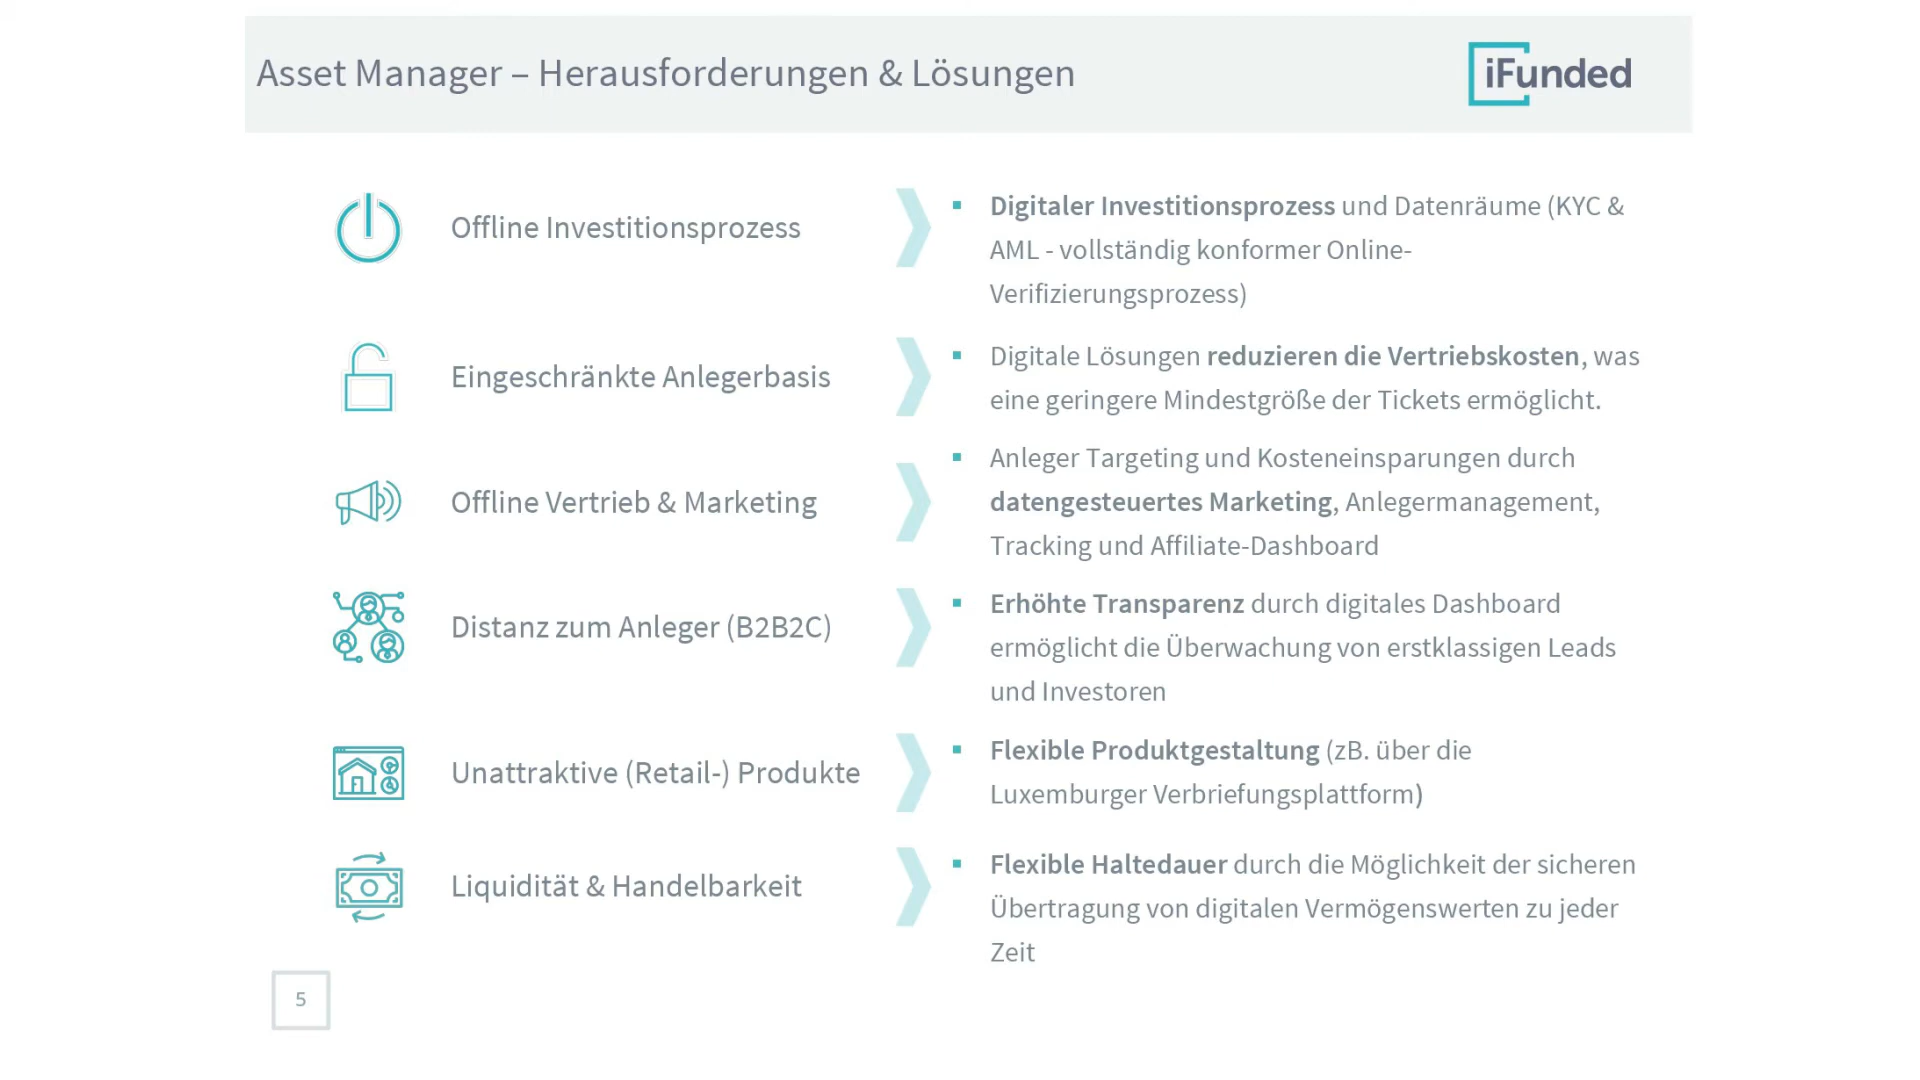 Asset Manager – Herausforderungen & Lösungen
iFunded
Offline Investitionsprozess
Digitaler Investitionsprozess und Datenräume (KYC &
AML - vollständig konformer Online-
Verifizierungsprozess)
Eingeschränkte Anlegerbasis
Digitale Lösungen reduzieren die Vertriebskosten, was
eine geringere Mindestgröße der Tickets ermöglicht.
Offline Vertrieb & Marketing
Anleger Targeting und Kosteneinsparungen durch
datengesteuertes Marketing, Anlegermanagement,
Tracking und Affiliate-Dashboard
Distanz zum Anleger (B2B2C)
Erhöhte Transparenz durch digitales Dashboard
ermöglicht die Überwachung von erstklassigen Leads
und Investoren
Unattraktive (Retail-) Produkte
Flexible Produktgestaltung (zB. über die
Luxemburger Verbriefungsplattform)
Liquidität & Handelbarkeit
Flexible Haltedauer durch die Möglichkeit der sicheren
Übertragung von digitalen Vermögenswerten zu jeder
Zeit
5